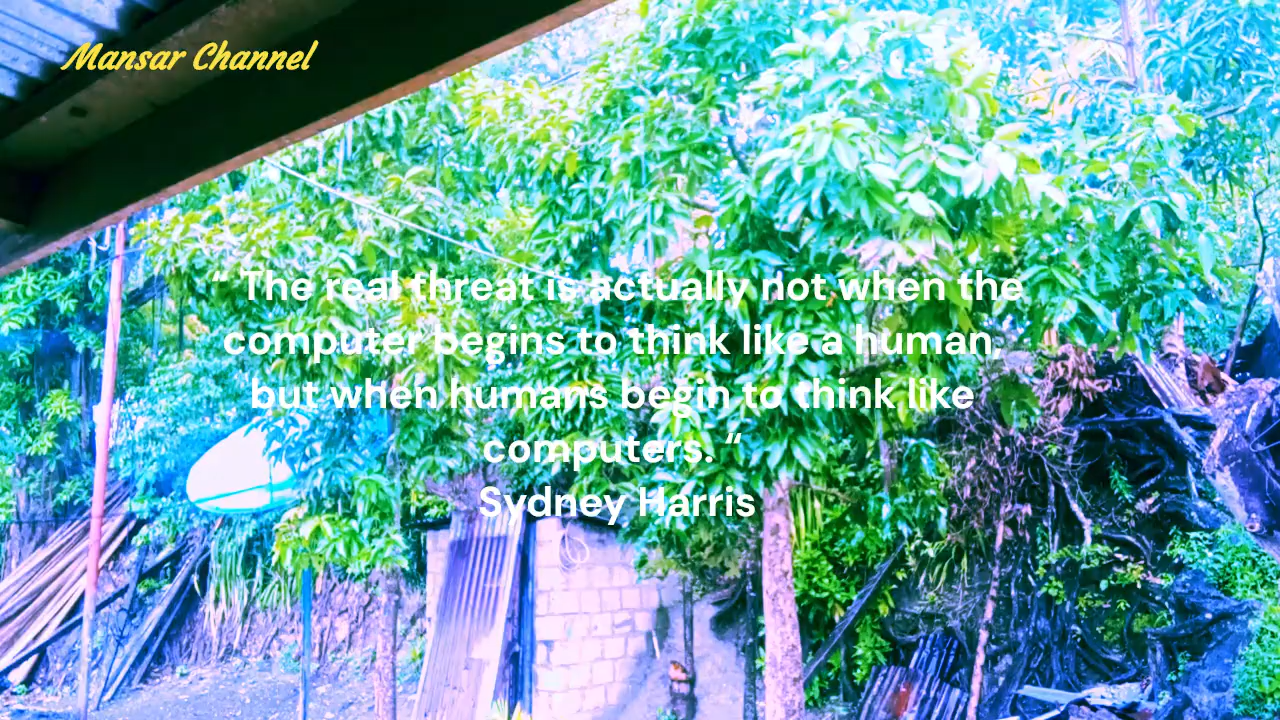 Mansar Channel
“ The real threat is actually not when the
computer begins to think like a human,
but when humans begin to think like
computers. “
Sydney Harris